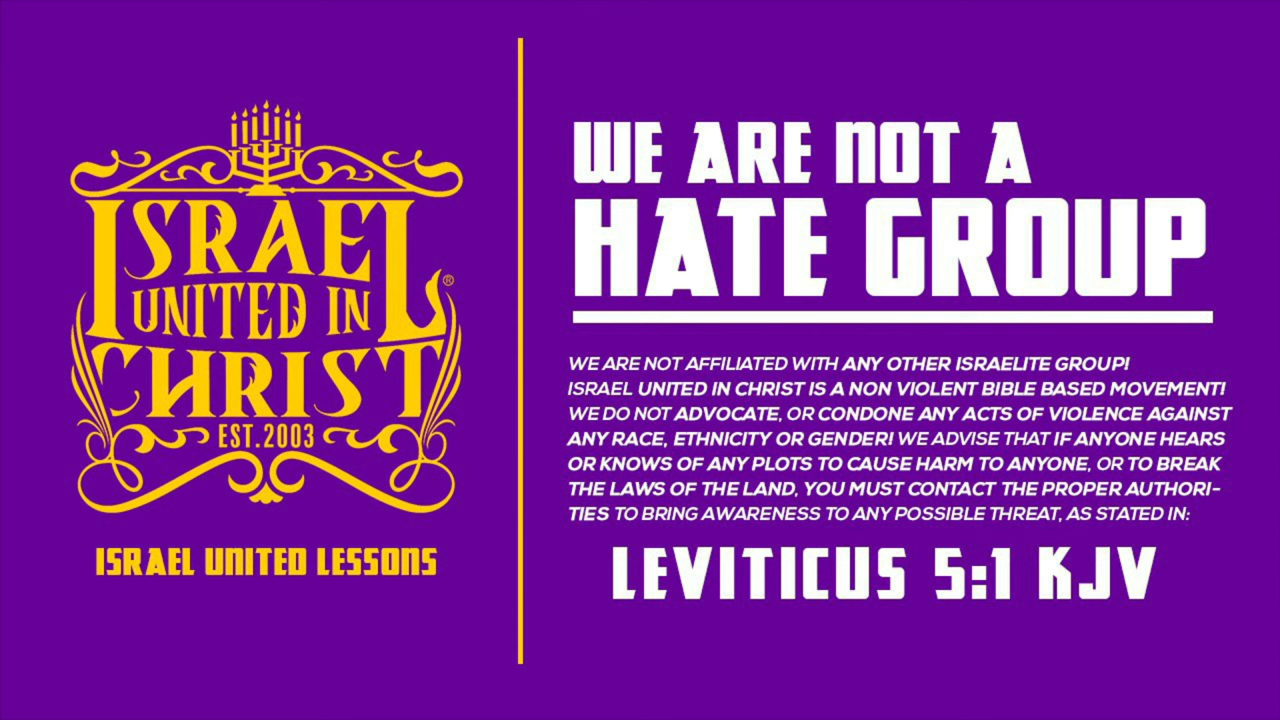 ISRAEL
UNITED IN
CHRIST
®
EST.2003
ISRAEL UNITED LESSONS
WE ARE NOT A
HATE GROUP
WE ARE NOT AFFILIATED WITH ANY OTHER ISRAELITE GROUP!
ISRAEL UNITED IN CHRIST IS A NON VIOLENT BIBLE BASED MOVEMENT!
WE DO NOT ADVOCATE, OR CONDONE ANY ACTS OF VIOLENCE AGAINST
ANY RACE, ETHNICITY OR GENDER! WE ADVISE THAT IF ANYONE HEARS
OR KNOWS OF ANY PLOTS TO CAUSE HARM TO ANYONE, OR TO BREAK
THE LAWS OF THE LAND, YOU MUST CONTACT THE PROPER AUTHORI-
TIES TO BRING AWARENESS TO ANY POSSIBLE THREAT, AS STATED IN:
LEVITICUS 5:1 KJV